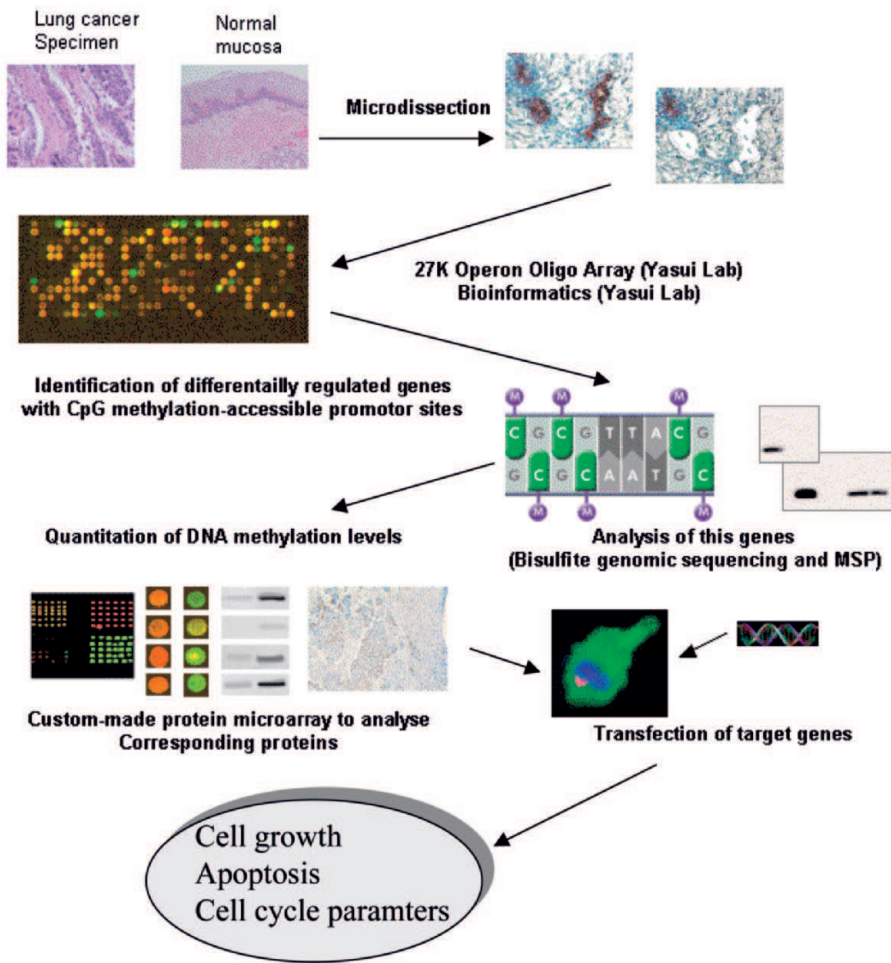 Lung cancer
Specimen
Normal
mucosa
Microdissection
27K Operon Oligo Array (Yasui Lab)
Bioinformatics (Yasui Lab)
Identification of differentailly regulated genes
with CpG methylation-accessible promotor sites
M M M
C G C G T T A C G
G C G C A A T G C
M M M
Quantitation of DNA methylation levels
Analysis of this genes
(Bisulfite genomic sequencing and MSP)
Custom-made protein microarray to analyse
Corresponding proteins
Transfection of target genes
Cell growth
Apoptosis
Cell cycle paramters